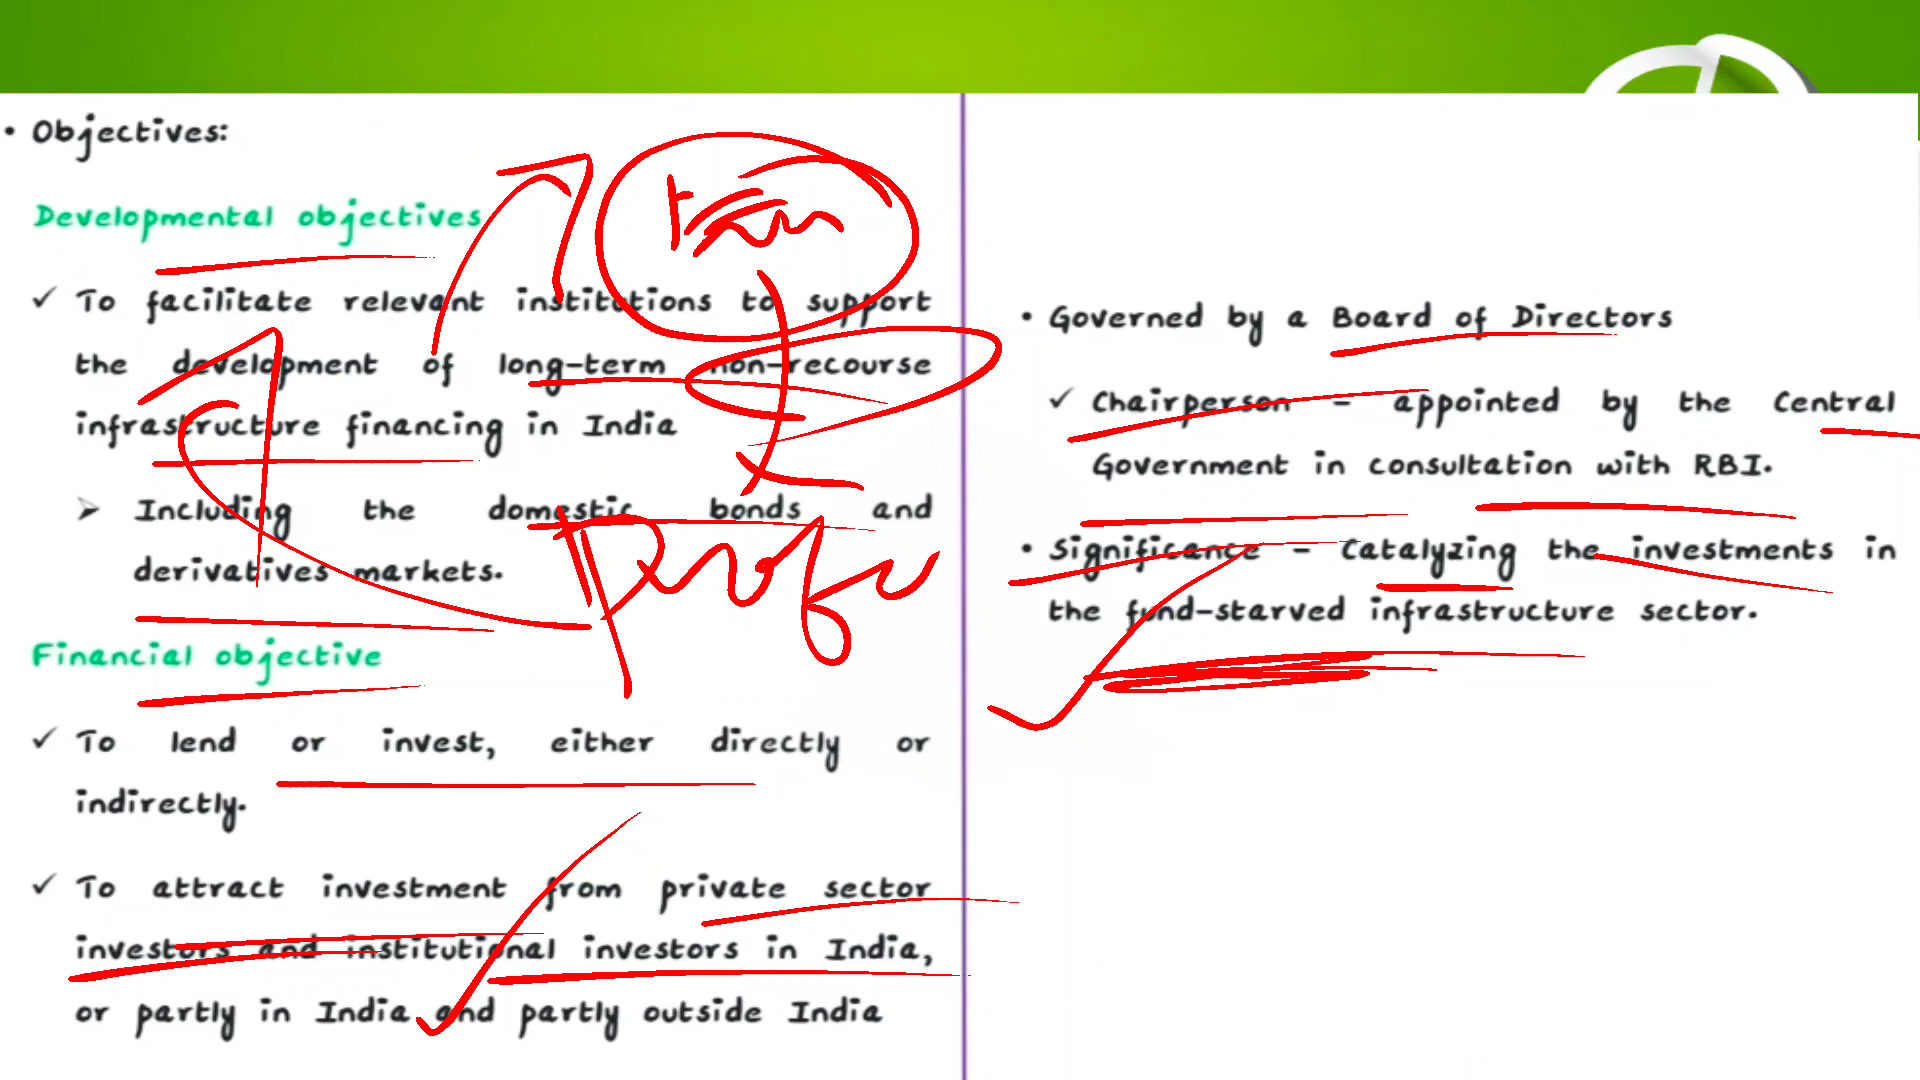 • Objectives:
Developmental objectives
✓ To facilitate relevant institutions to support
the development of long-term non-recourse
infrastructure financing in India
➢ Including the domestic bonds and
derivatives markets.
Financial objective
✓ To lend or invest, either directly or
indirectly.
✓ To attract investment from private sector
investors and institutional investors in India,
or partly in India and partly outside India
• Governed by a Board of Directors
✓ Chairperson - appointed by the Central
Government in consultation with RBI.
• Significance - Catalyzing the investments in
the fund-starved infrastructure sector.